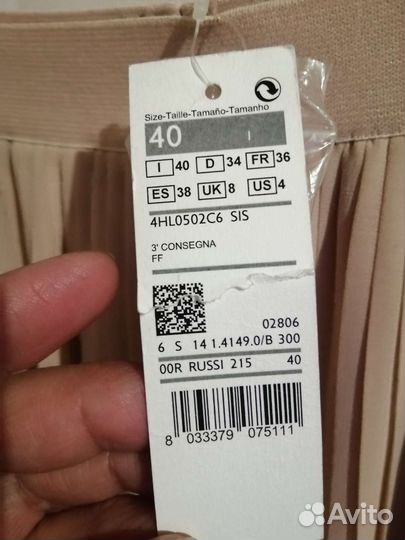 Size-Taille-Tamaño-Tamanho
40
I 40 D 34 FR 36
ES 38 UK 8 US 4
4HL0502C6 SIS
3' CONSEGNA
FF
02806
6 S 14 1.4149.0/B 300
00R RUSSI 215 40
8 033379 075111
Avito